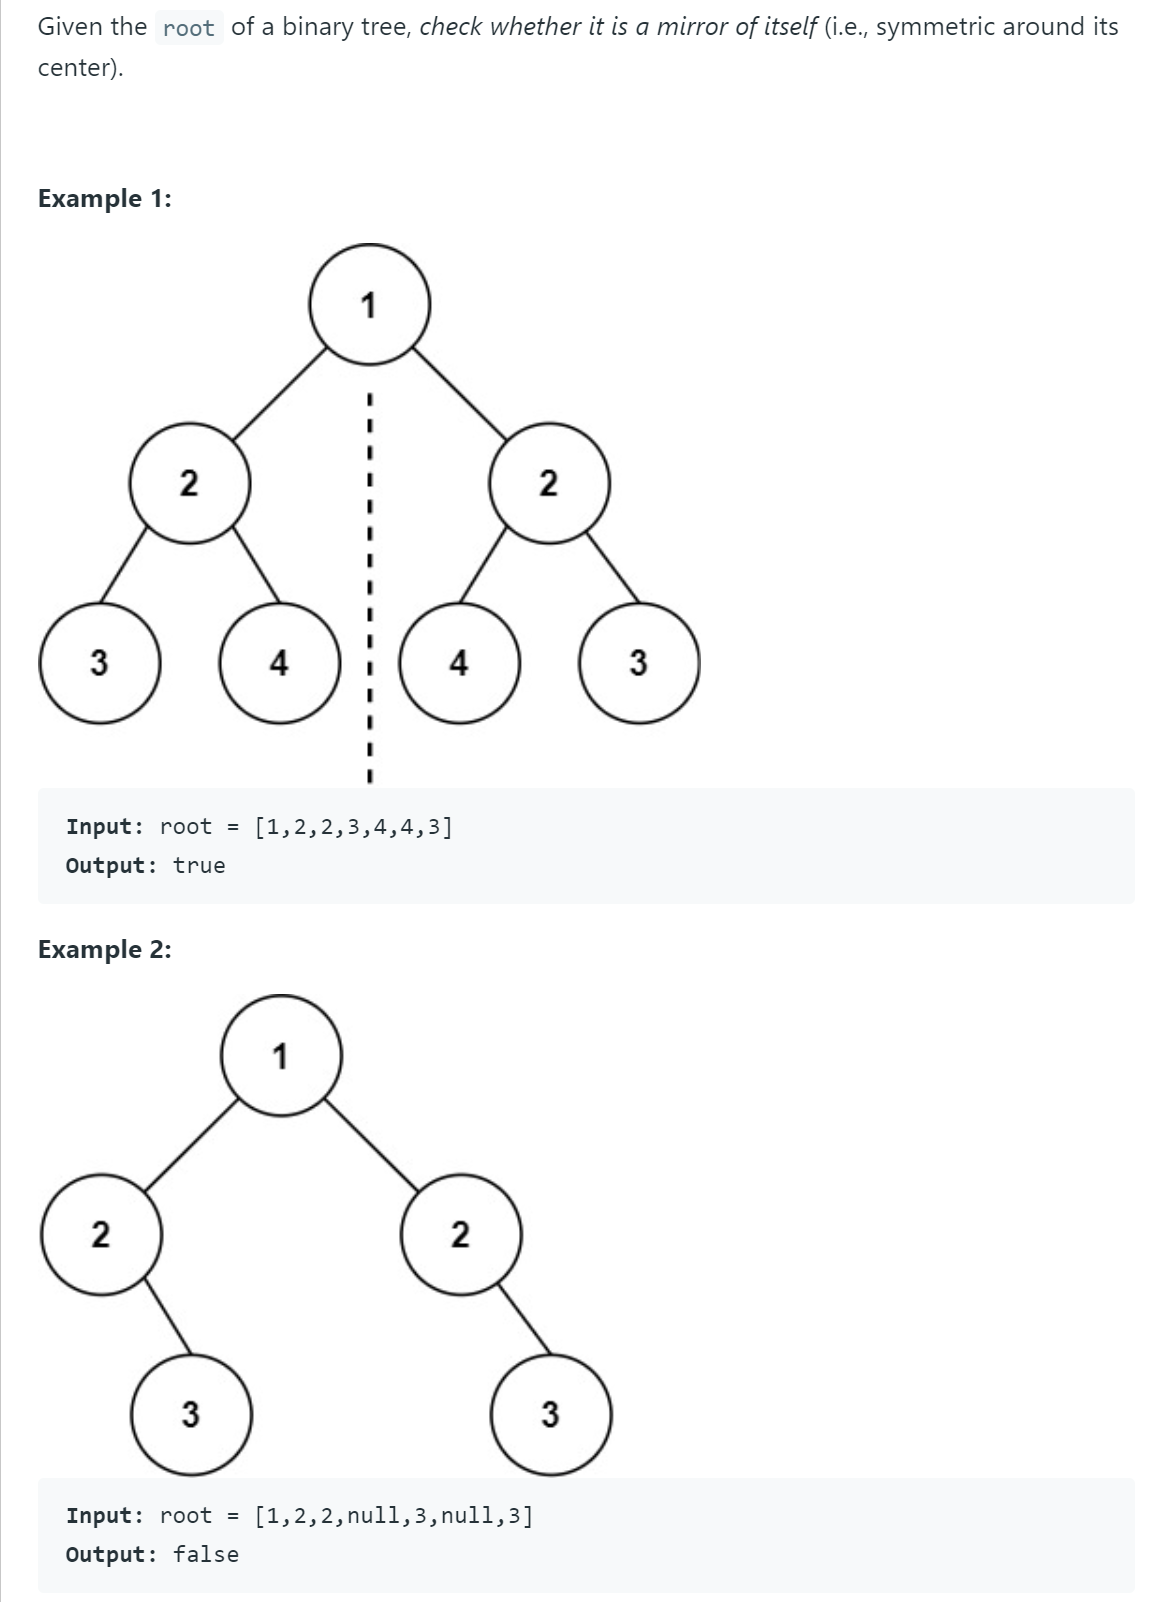 Given the root of a binary tree, check whether it is a mirror of itself (i.e., symmetric around its
center).
Example 1:
1
2 2
3 4 4 3
Input: root = [1,2,2,3,4,4,3]
Output: true
Example 2:
1
2 2
3 3
Input: root = [1,2,2,null,3,null,3]
Output: false